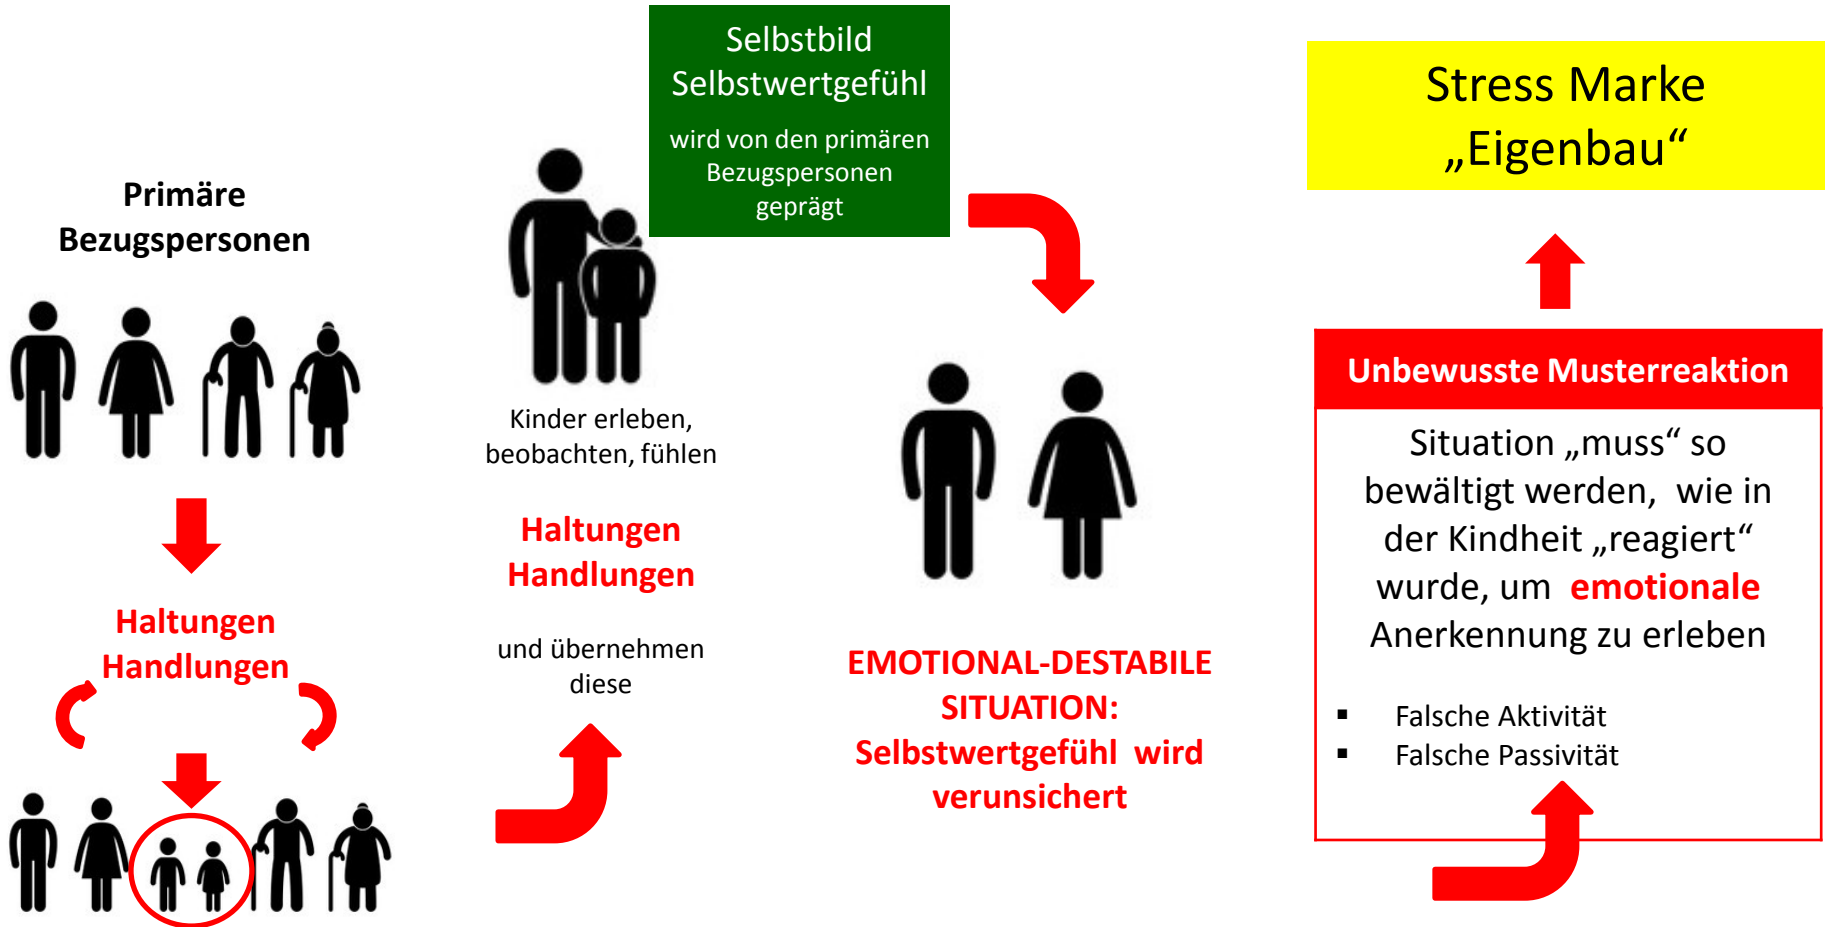 Primäre
Bezugspersonen
Haltungen
Handlungen
Kinder erleben,
beobachten, fühlen
Haltungen
Handlungen
und übernehmen
diese
Selbstbild
Selbstwertgefühl
wird von den primären
Bezugspersonen
geprägt
EMOTIONAL-DESTABILE
SITUATION:
Selbstwertgefühl wird
verunsichert
Unbewusste Musterreaktion
Situation „muss“ so
bewältigt werden, wie in
der Kindheit „reagiert“
wurde, um emotionale
Anerkennung zu erleben
▪ Falsche Aktivität
▪ Falsche Passivität
Stress Marke
„Eigenbau“